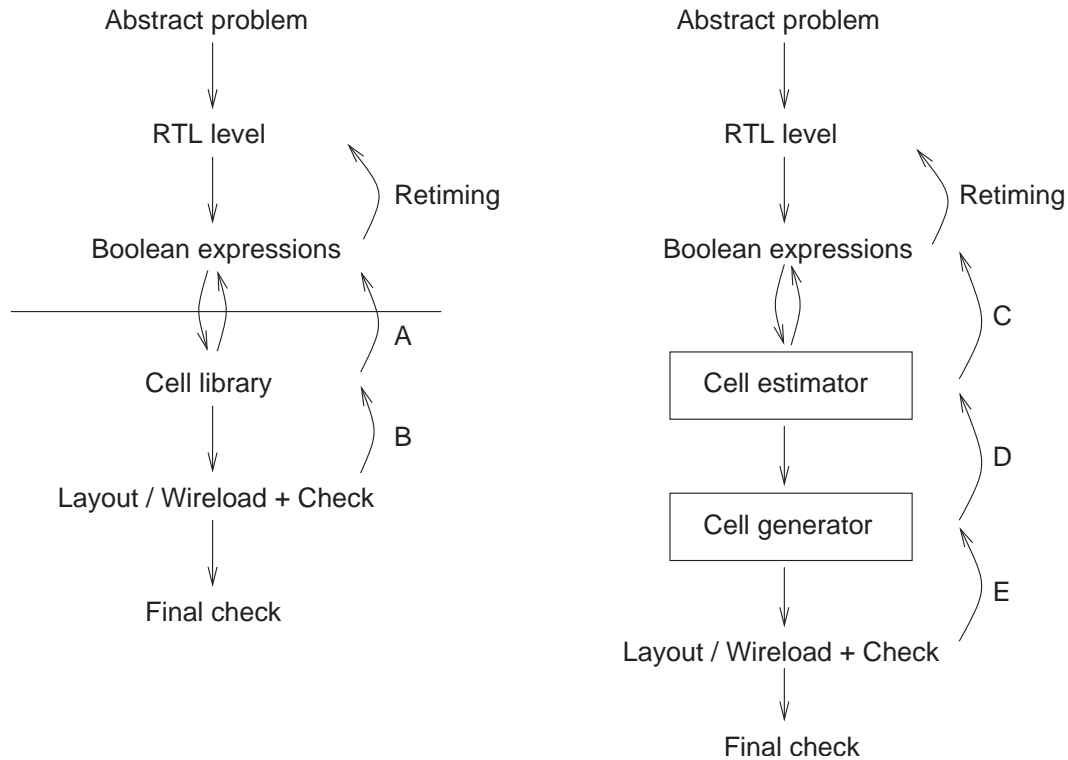 Abstract problem
RTL level
Retiming
Boolean expressions
A
Cell library
B
Layout / Wireload + Check
Final check
Abstract problem
RTL level
Retiming
Boolean expressions
C
Cell estimator
D
Cell generator
E
Layout / Wireload + Check
Final check